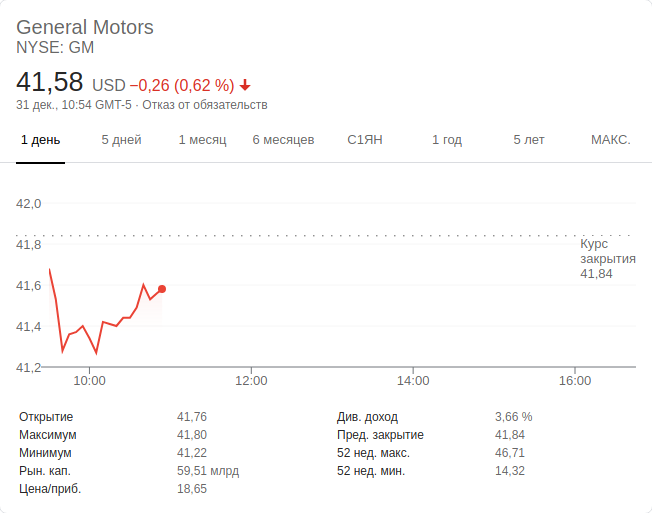 General Motors
NYSE: GM
41,58 USD −0,26 (0,62 %)
31 дек., 10:54 GMT-5 · Отказ от обязательств
1 день 5 дней 1 месяц 6 месяцев С1ЯН 1 год 5 лет МАКС.
42,0
41,8
41,6
41,4
41,2
Курс
закрытия
41,84
10:00 12:00 14:00 16:00
Открытие 41,76 Див. доход 3,66 %
Максимум 41,80 Пред. закрытие 41,84
Минимум 41,22 52 нед. макс. 46,71
Рын. кап. 59,51 млрд 52 нед. мин. 14,32
Цена/приб. 18,65